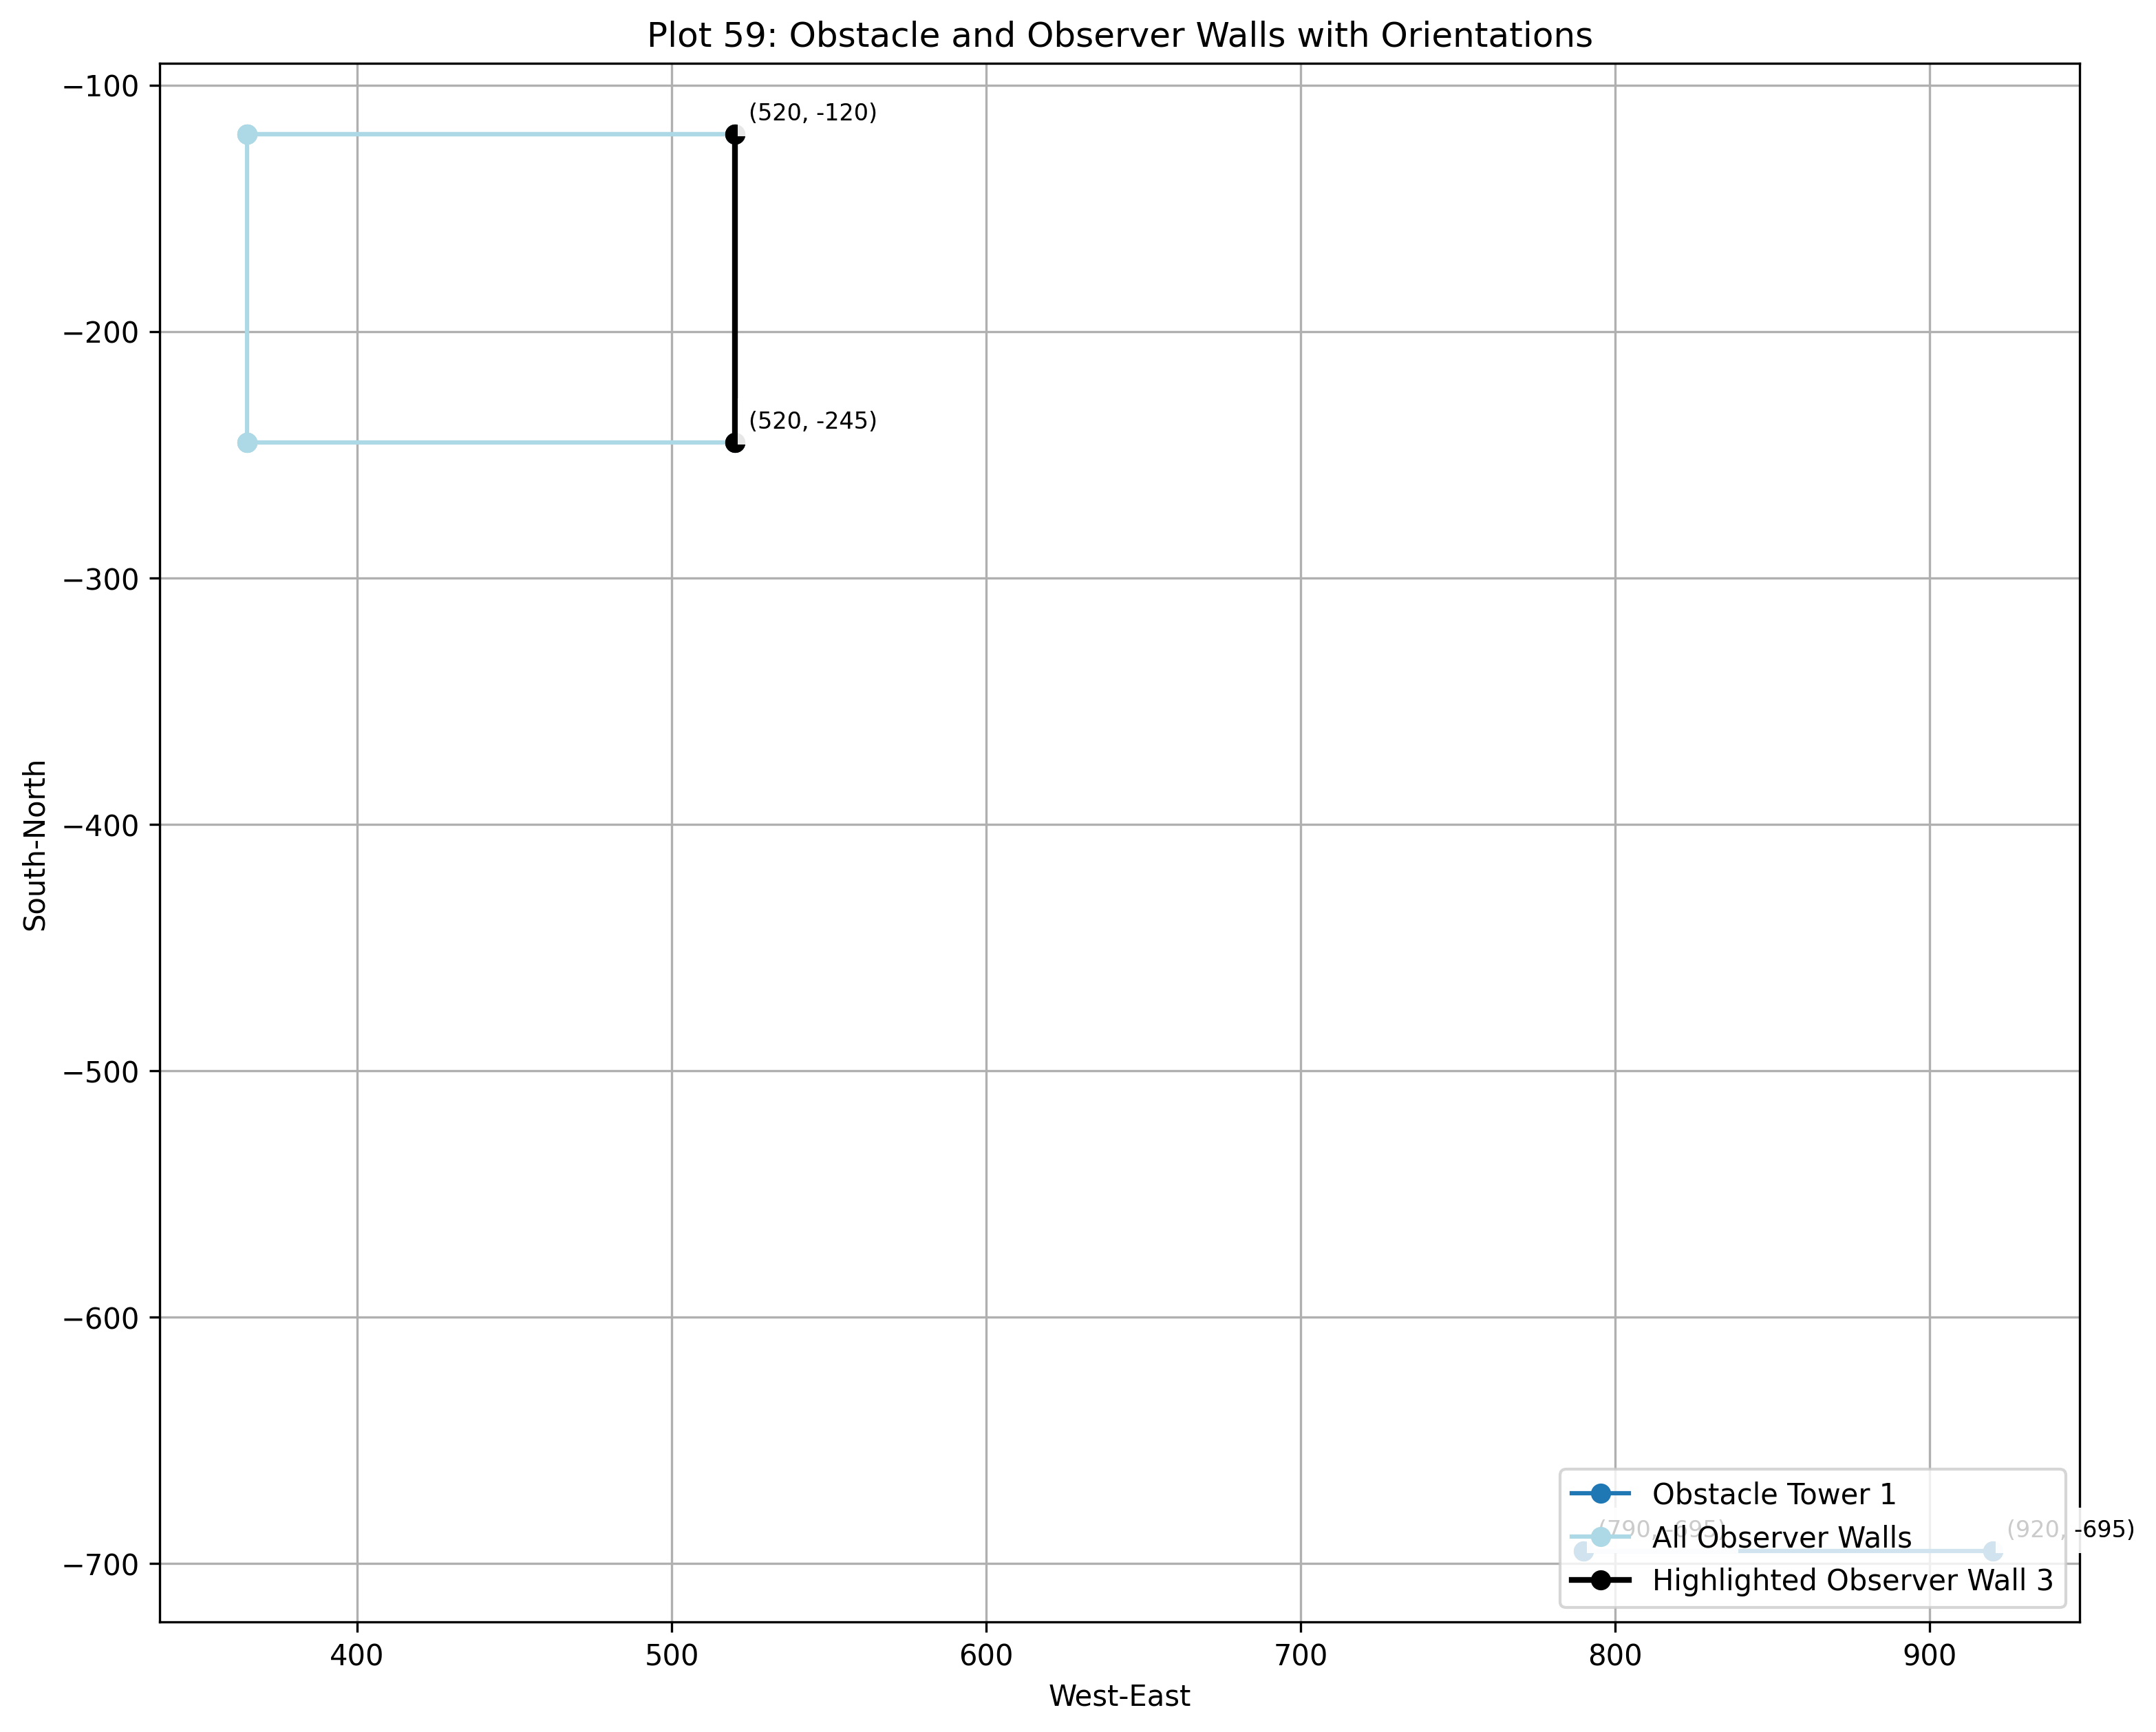 Plot 59: Obstacle and Observer Walls with Orientations
−100
(520, -120)
−200
(520, -245)
−300
−400
South-North
−500
−600
Obstacle Tower 1
(790, -695)
(920, -695)
All Observer Walls
−700
Highlighted Observer Wall 3
400
500
600
700
800
900
West-East